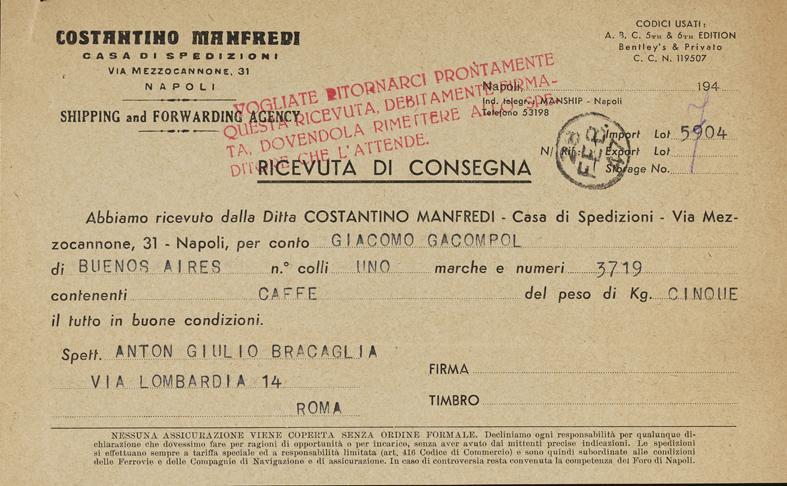 COSTANTINO MANFREDI
CASA DI SPEDIZIONI
VIA MEZZOCANNONE, 31
NAPOLI
SHIPPING and FORWARDING AGENCY
CODICI USATI:
A. B. C. 5TH & 6TH EDITION
Bentley's & Privato
C. C. N. 119507
Napoli, 194 7
Ind. telegr.: MANSHIP - Napoli
Telefono 53198
VOGLIATE RITORNARCI PRONTAMENTE
QUESTA RICEVUTA, DEBITAMENTE FIRMA-
TA, DOVENDOLA RIMETTERE ALLO SPE-
DITORE CHE L'ATTENDE.
Import Lot 5904
N/ Rif.: Export Lot
Storage No.
28 FEB. 47
RICEVUTA DI CONSEGNA
Abbiamo ricevuto dalla Ditta COSTANTINO MANFREDI - Casa di Spedizioni - Via Mez-
zocannone, 31 - Napoli, per conto GIACOMO GACOMPOL
di BUENOS AIRES n.° colli UNO marche e numeri 3719
contenenti CAFFE del peso di Kg. CINQUE
il tutto in buone condizioni.
Spett. ANTON GIULIO BRACAGLIA
VIA LOMBARDIA 14
ROMA
FIRMA
TIMBRO
NESSUNA ASSICURAZIONE VIENE COPERTA SENZA ORDINE FORMALE. Decliniamo ogni responsabilità per qualunque di-
chiarazione che dovessimo fare per ragioni di opportunità o per incarico, senza aver avuto dai mittenti precise indicazioni. Le spedizioni
si effettuano sempre a tariffa speciale ed a responsabilità limitata (art, 416 Codice di Commercio) e sono quindi subordinate alle condizioni
delle Ferrovie e delle Compagnie di Navigazione e di assicurazione. In caso di controversia resta convenuta la competenza del Foro di Napoli.